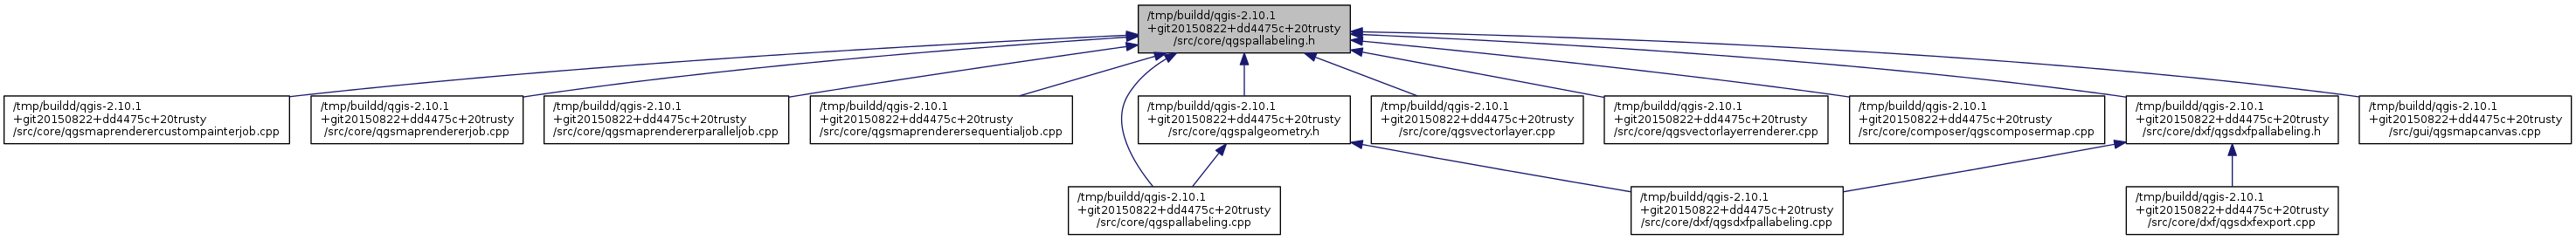 /tmp/buildd/qgis-2.10.1
+git20150822+dd4475c+20trusty
/src/core/qgspallabeling.h
/tmp/buildd/qgis-2.10.1
+git20150822+dd4475c+20trusty
/src/core/qgsmaprenderercustompainterjob.cpp
/tmp/buildd/qgis-2.10.1
+git20150822+dd4475c+20trusty
/src/core/qgsmaprendererjob.cpp
/tmp/buildd/qgis-2.10.1
+git20150822+dd4475c+20trusty
/src/core/qgsmaprendererparalleljob.cpp
/tmp/buildd/qgis-2.10.1
+git20150822+dd4475c+20trusty
/src/core/qgsmaprenderersequentialjob.cpp
/tmp/buildd/qgis-2.10.1
+git20150822+dd4475c+20trusty
/src/core/qgspalgeometry.h
/tmp/buildd/qgis-2.10.1
+git20150822+dd4475c+20trusty
/src/core/qgsvectorlayer.cpp
/tmp/buildd/qgis-2.10.1
+git20150822+dd4475c+20trusty
/src/core/qgsvectorlayerrenderer.cpp
/tmp/buildd/qgis-2.10.1
+git20150822+dd4475c+20trusty
/src/core/composer/qgscomposermap.cpp
/tmp/buildd/qgis-2.10.1
+git20150822+dd4475c+20trusty
/src/core/dxf/qgsdxfpallabeling.h
/tmp/buildd/qgis-2.10.1
+git20150822+dd4475c+20trusty
/src/gui/qgsmapcanvas.cpp
/tmp/buildd/qgis-2.10.1
+git20150822+dd4475c+20trusty
/src/core/qgspallabeling.cpp
/tmp/buildd/qgis-2.10.1
+git20150822+dd4475c+20trusty
/src/core/dxf/qgsdxfpallabeling.cpp
/tmp/buildd/qgis-2.10.1
+git20150822+dd4475c+20trusty
/src/core/dxf/qgsdxfexport.cpp